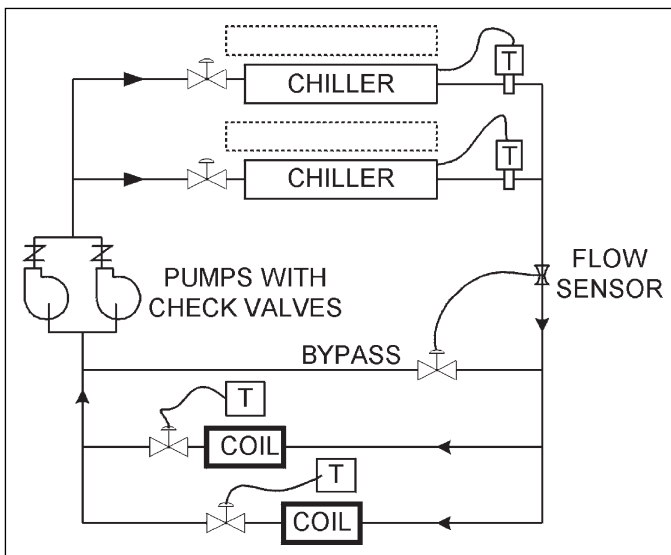 T
CHILLER
T
CHILLER
PUMPS WITH
CHECK VALVES
FLOW
SENSOR
BYPASS
T
COIL
T
COIL